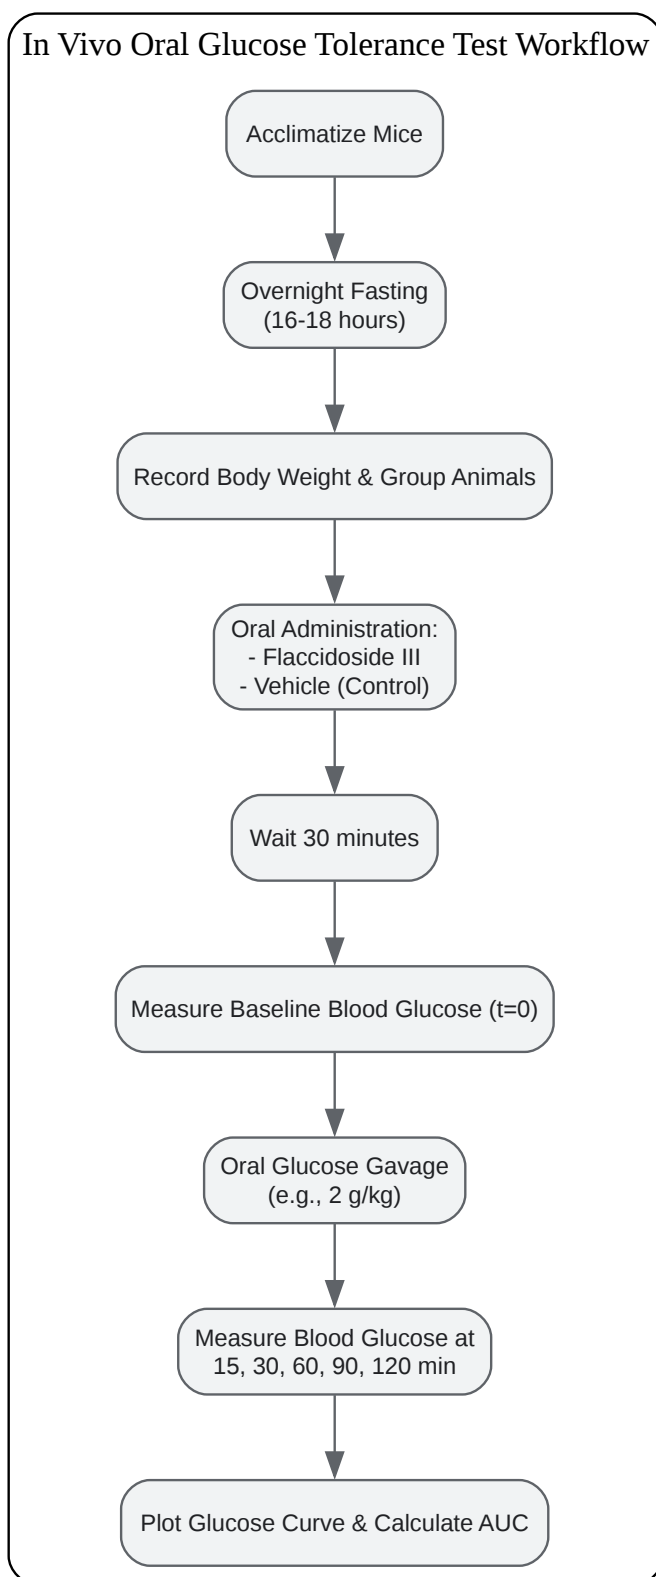 In Vivo Oral Glucose Tolerance Test Workflow
Acclimatize Mice
Overnight Fasting
(16-18 hours)
Record Body Weight & Group Animals
Oral Administration:
- Flaccidoside III
- Vehicle (Control)
Wait 30 minutes
Measure Baseline Blood Glucose (t=0)
Oral Glucose Gavage
(e.g., 2 g/kg)
Measure Blood Glucose at
15, 30, 60, 90, 120 min
Plot Glucose Curve & Calculate AUC